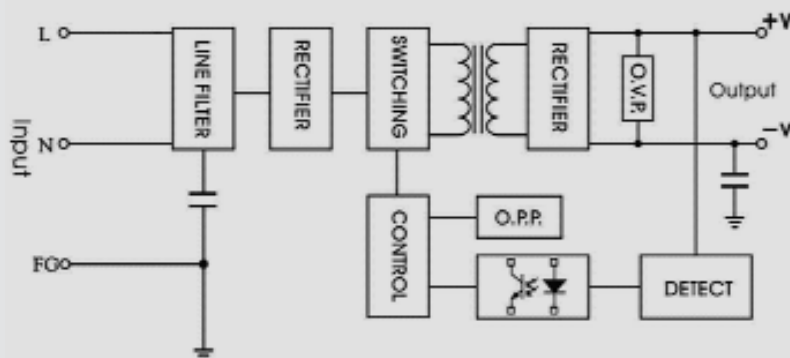 Input
L
N
FG
LINE FILTER
RECTIFIER
SWITCHING
RECTIFIER
O.V.P.
+V
Output
-V
CONTROL
O.P.P.
DETECT